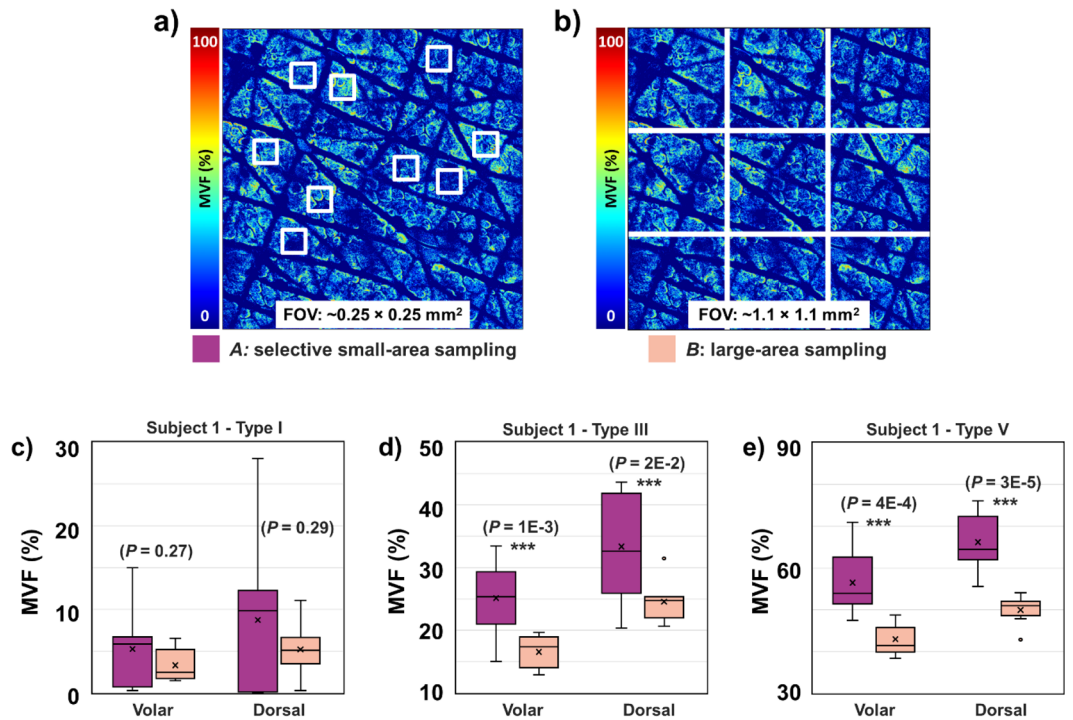 a)
b)
100
MVF (%)
0
FOV: ~0.25 × 0.25 mm²
100
MVF (%)
0
FOV: ~1.1 × 1.1 mm²
A: selective small-area sampling
B: large-area sampling
c)
Subject 1 - Type I
MVF (%)
30
20
10
0
(P = 0.27)
(P = 0.29)
Volar
Dorsal
d)
Subject 1 - Type III
MVF (%)
50
40
30
20
10
(P = 1E-3)
***
(P = 2E-2)
***
Volar
Dorsal
e)
Subject 1 - Type V
MVF (%)
90
60
30
(P = 4E-4)
***
(P = 3E-5)
***
Volar
Dorsal